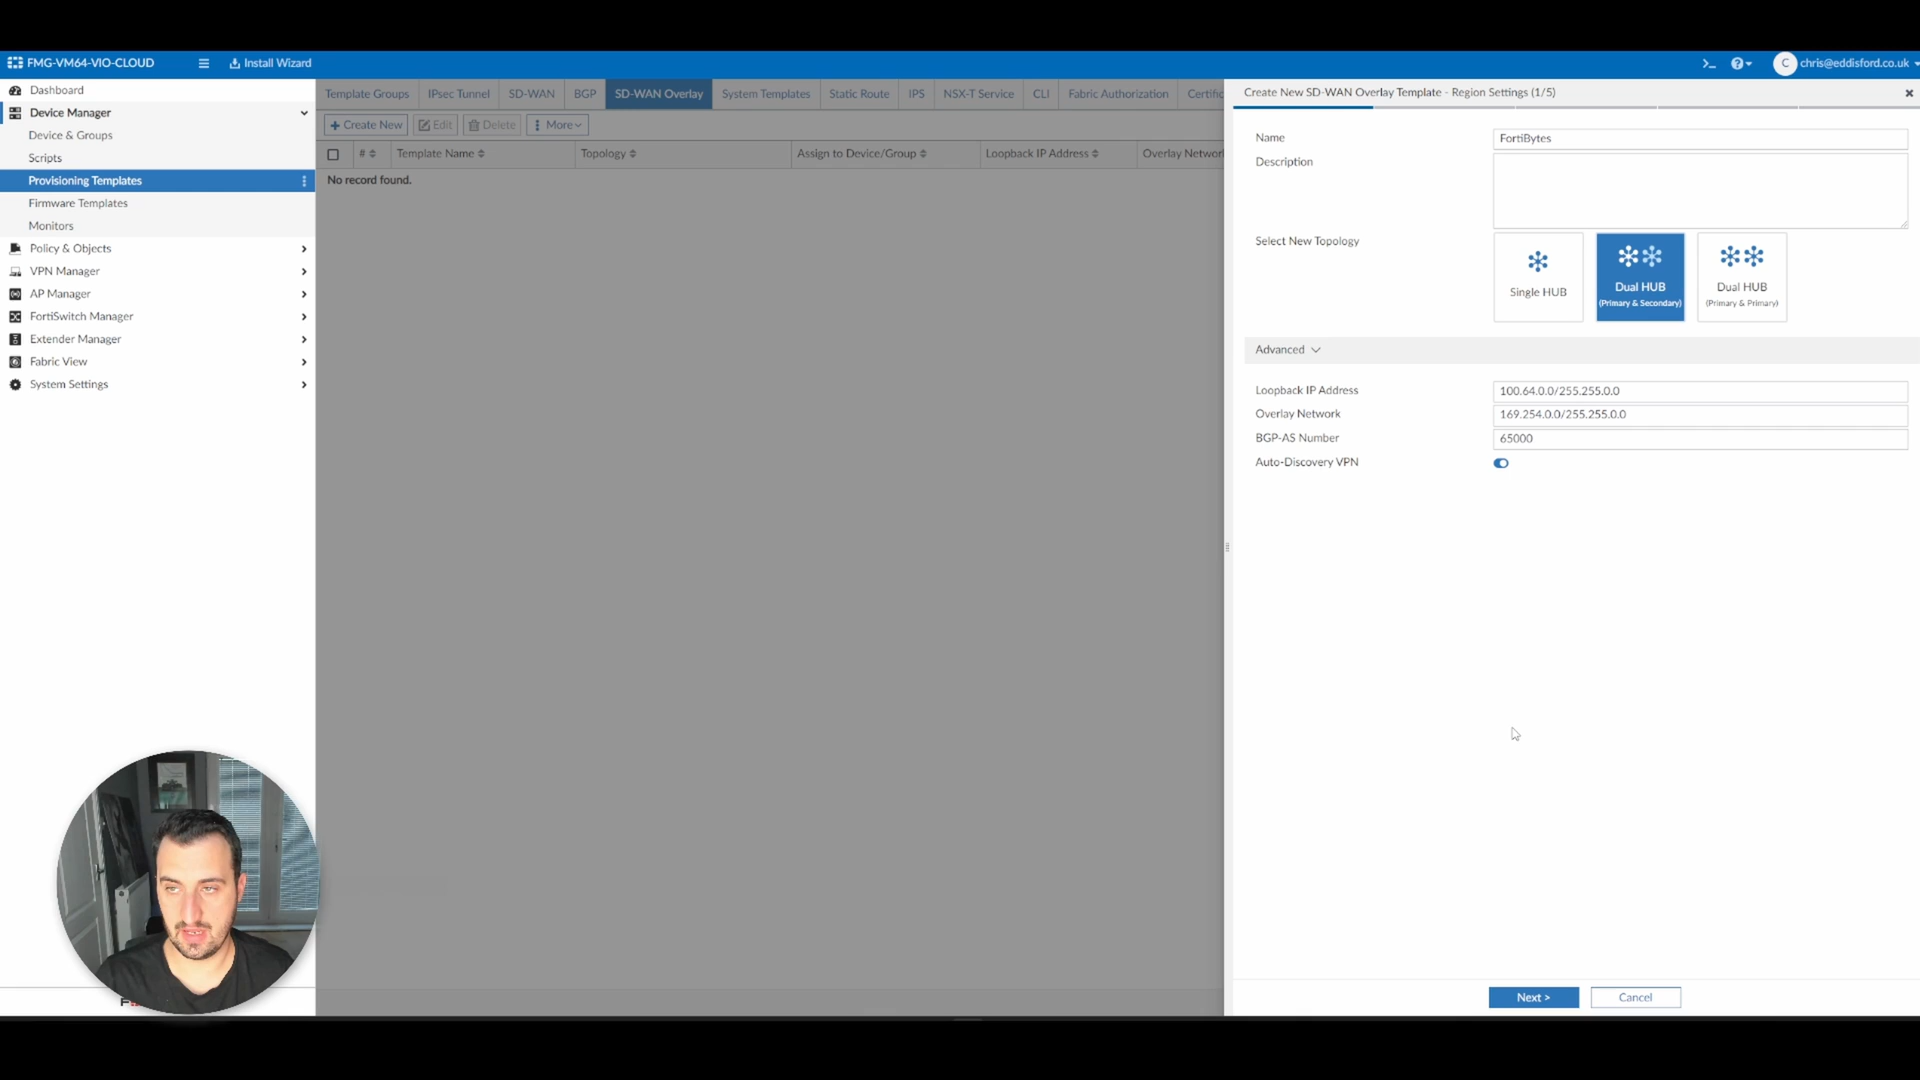 FMG-VM64-VIO-CLOUD
Install Wizard
chris@eddisford.co.uk
Dashboard
Device Manager
Device & Groups
Scripts
Provisioning Templates
Firmware Templates
Monitors
Policy & Objects
VPN Manager
AP Manager
FortiSwitch Manager
Extender Manager
Fabric View
System Settings
Template Groups IPsec Tunnel SD-WAN BGP SD-WAN Overlay System Templates Static Route IPS NSX-T Service CLI Fabric Authorization
+ Create New Edit Delete More
# Template Name Topology Assign to Device/Group Loopback IP Address Overlay
No record found.
Create New SD-WAN Overlay Template - Region Settings (1/5)
Name FortiBytes
Description
Select New Topology
Single HUB
Dual HUB
(Primary & Secondary)
Dual HUB
(Primary & Primary)
Advanced
Loopback IP Address 100.64.0.0/255.255.0.0
Overlay Network 169.254.0.0/255.255.0.0
BGP-AS Number 65000
Auto-Discovery VPN
Next >
Cancel